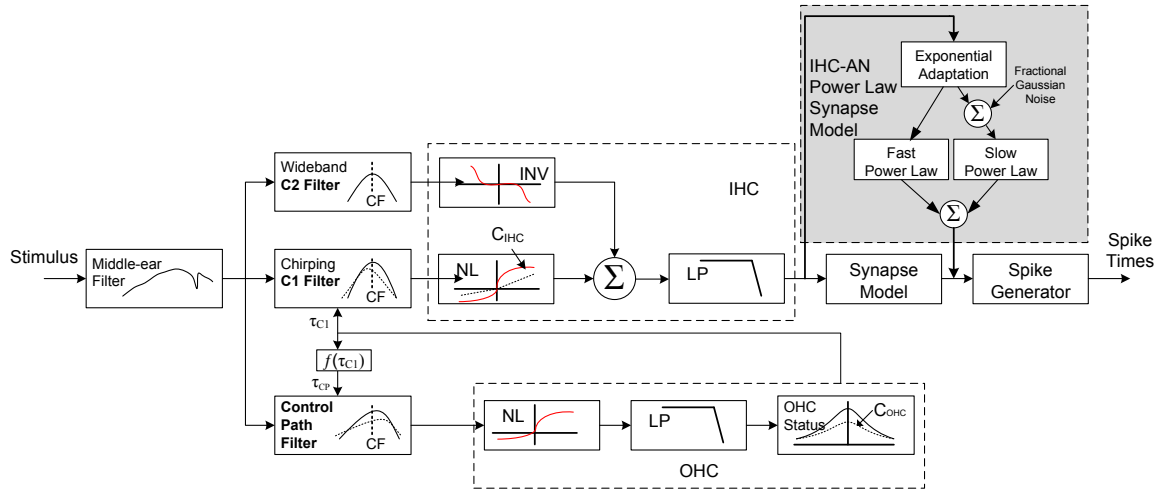 Stimulus
Middle-ear
Filter
Wideband
C2 Filter
CF
Chirping
C1 Filter
CF
τC1
f(τC1)
τCP
Control
Path
Filter
CF
INV
IHC
CIHC
NL
Σ
LP
NL
LP
OHC
Status
COHC
OHC
IHC-AN
Power Law
Synapse
Model
Exponential
Adaptation
Fractional
Gaussian
Noise
Σ
Fast
Power Law
Slow
Power Law
Σ
Synapse
Model
Spike
Generator
Spike
Times